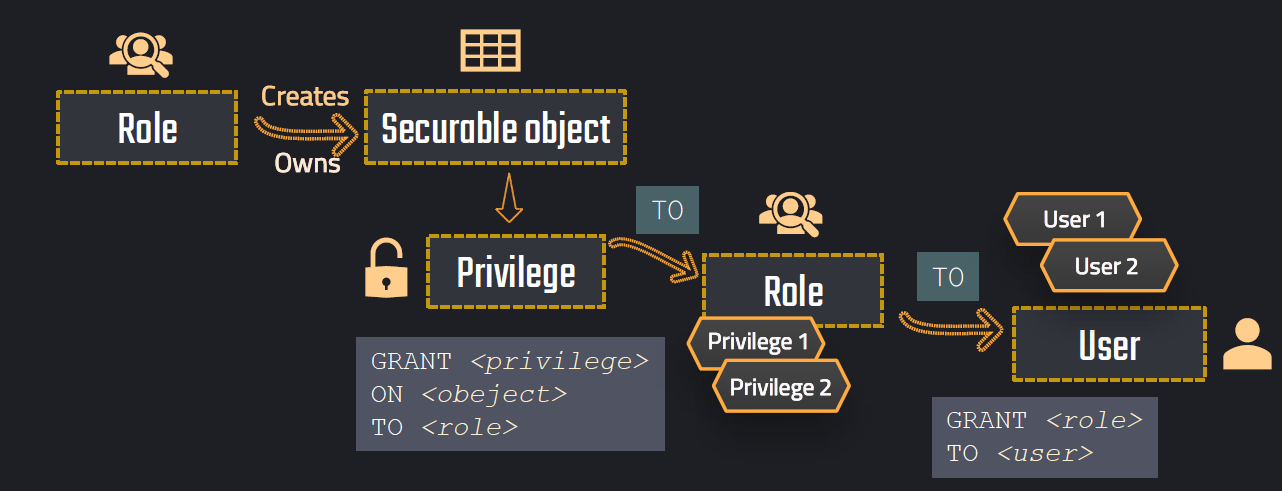 Role
Creates
Owns
Securable object
Privilege
TO
Role
Privilege 1
Privilege 2
TO
User 1
User 2
User
GRANT <privilege>
ON <obeject>
TO <role>
GRANT <role>
TO <user>